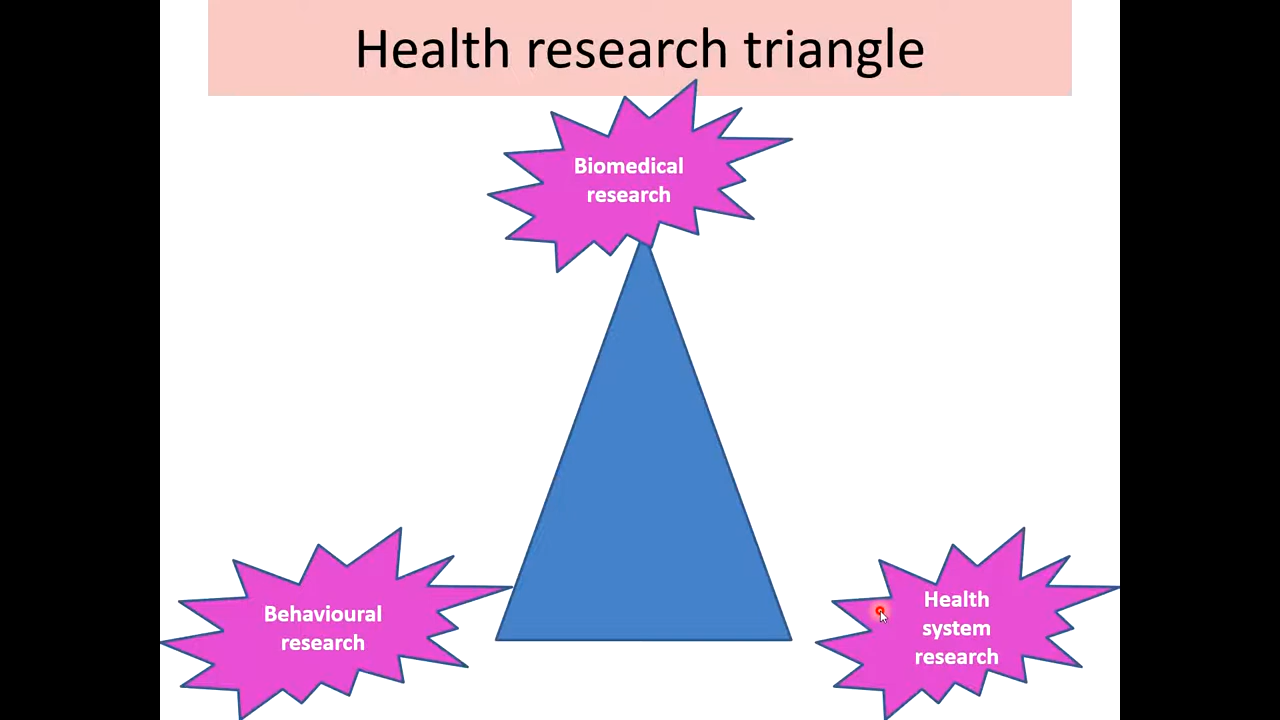 Health research triangle
Biomedical
research
Behavioural
research
Health
system
research